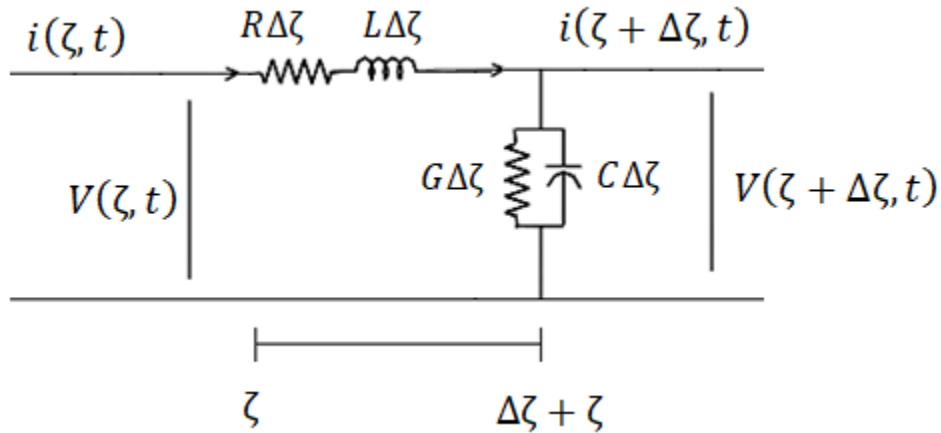 i(ζ, t) RΔζ LΔζ i(ζ + Δζ, t)
V(ζ, t) GΔζ CΔζ V(ζ + Δζ, t)
ζ Δζ + ζ